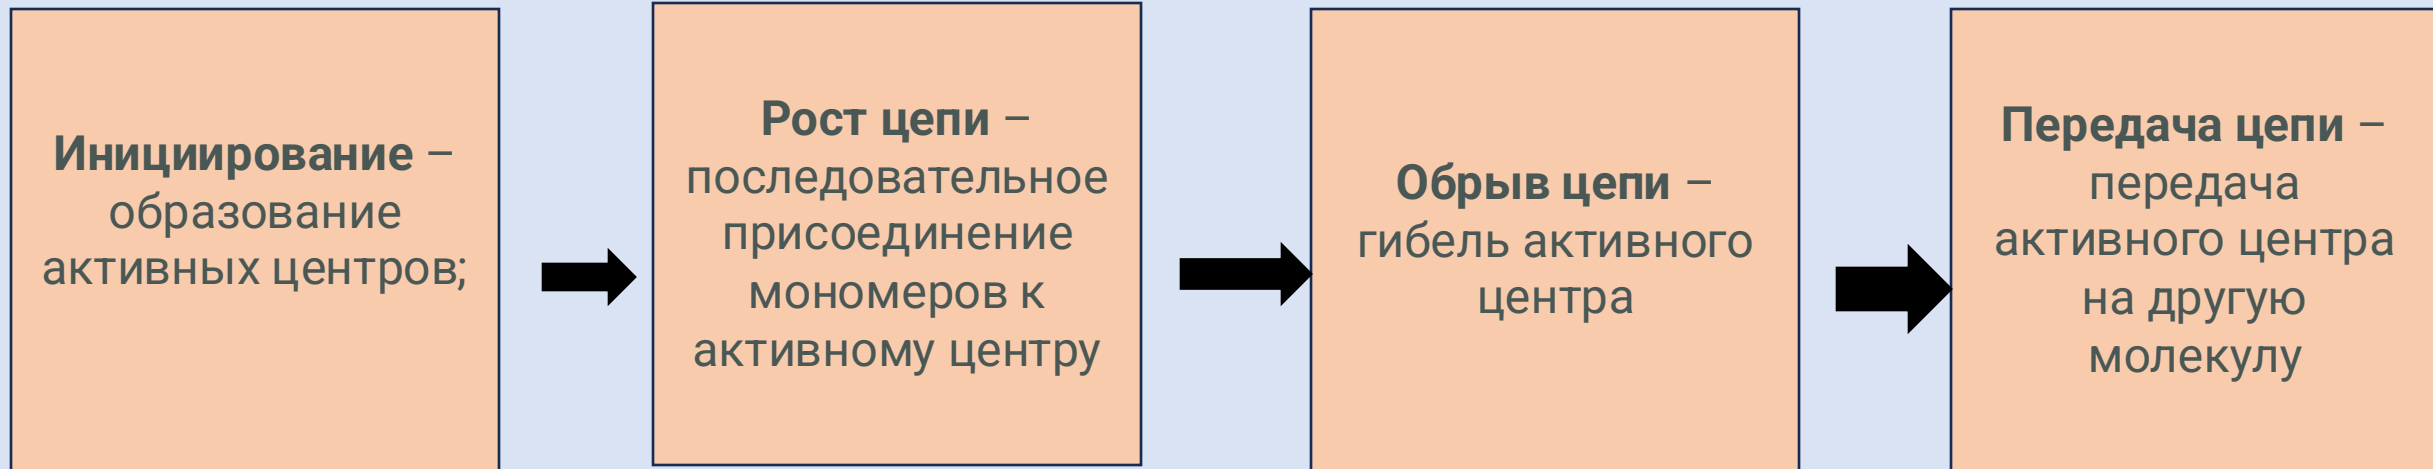 Инициирование –
образование
активных центров;
Рост цепи –
последовательное
присоединение
мономеров к
активному центру
Обрыв цепи –
гибель активного
центра
Передача цепи –
передача
активного центра
на другую
молекулу